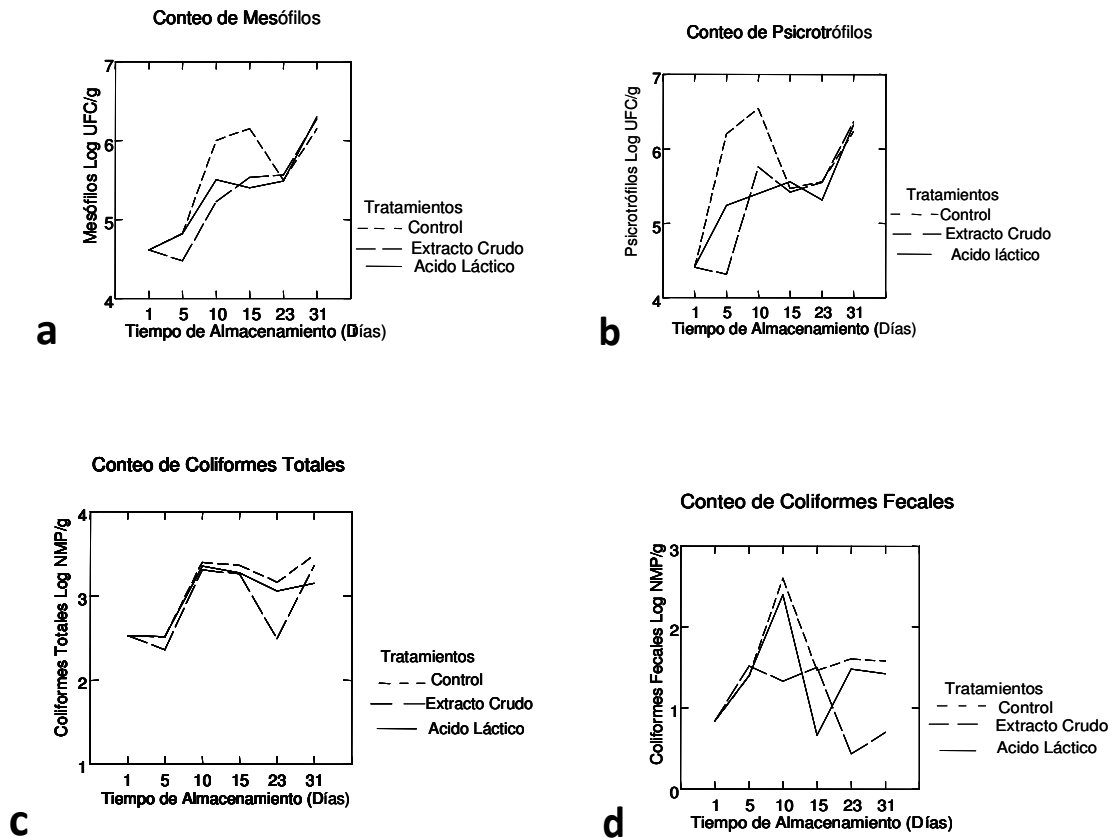 Conteo de Mesófilos
7
6
5
4
Mesófilos Log UFC/g
1 5 10 15 23 31
Tiempo de Almacenamiento (Días)
Tratamientos
Control
Extracto Crudo
Acido Láctico
a
Conteo de Psicotrófilos
7
6
5
4
Psicrotrófilos Log UFC/g
1 5 10 15 23 31
Tiempo de Almacenamiento (Días)
Tratamientos
Control
Extracto Crudo
Acido láctico
b
Conteo de Coliformes Totales
4
3
2
1
Coliformes Totales Log NMP/g
1 5 10 15 23 31
Tiempo de Almacenamiento (Días)
Tratamientos
Control
Extracto Crudo
Acido Láctico
c
Conteo de Coliformes Fecales
3
2
1
0
Coliformes Fecales Log NMP/g
1 5 10 15 23 31
Tiempo de Almacenamiento (Días)
Tratamientos
Control
Extracto Crudo
Acido Láctico
d